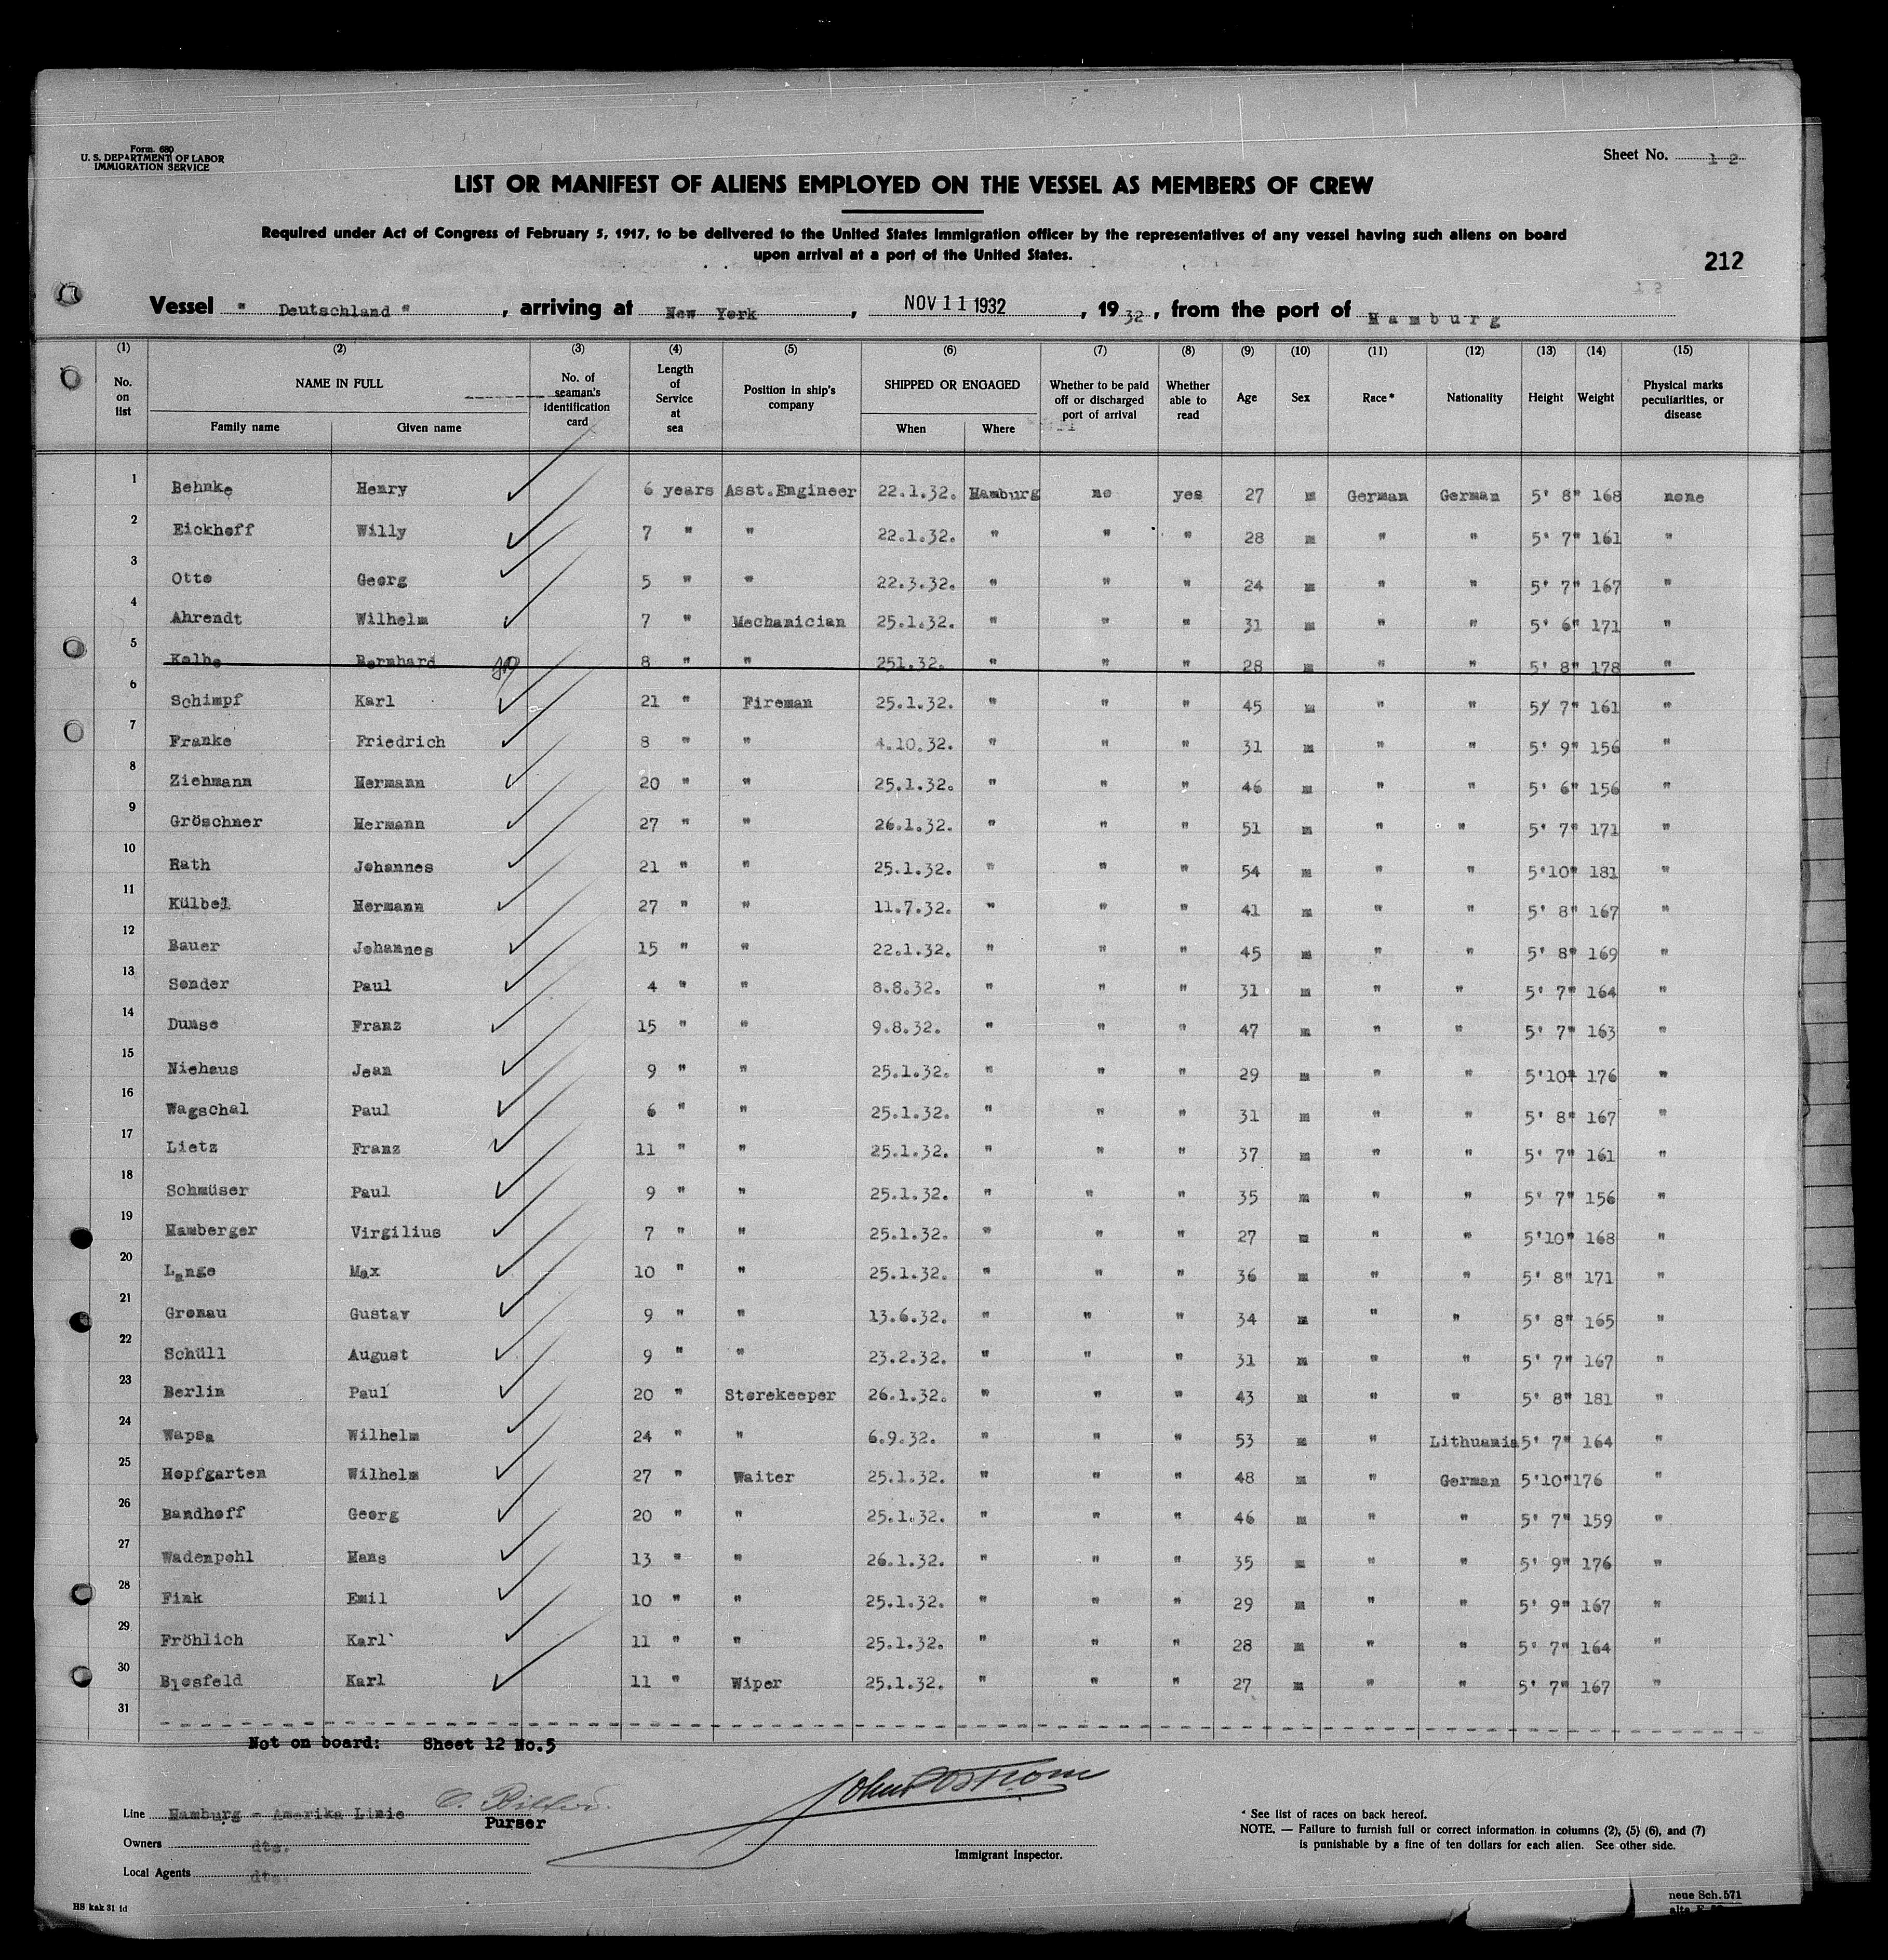 Form. 680
U. S. DEPARTMENT OF LABOR
IMMIGRATION SERVICE
Sheet No. 1 2
LIST OR MANIFEST OF ALIENS EMPLOYED ON THE VESSEL AS MEMBERS OF CREW
Required under Act of Congress of February 5, 1917, to be delivered to the United States Immigration officer by the representatives of any vessel having such aliens on board
upon arrival at a port of the United States.
212
Vessel " Deutschland ", arriving at New York, NOV 11 1932, 1932, from the port of Hamburg
(1) (2) (3) (4) (5) (6) (7) (8) (9) (10) (11) (12) (13) (14) (15)
No. on list NAME IN FULL Family name Given name No. of seaman's identification card Length of Service at sea Position in ship's company SHIPPED OR ENGAGED When Where Whether to be paid off or discharged port of arrival Whether able to read Age Sex Race* Nationality Height Weight Physical marks peculiarities, or disease
1 Behnke Henry 6 years Asst.Engineer 22.1.32. Hamburg no yes 27 m German German 5' 8" 168 none
2 Eickhoff Willy 7 " " 22.1.32. " " " 28 m " " 5' 7" 161 "
3 Otto Georg 5 " " 22.3.32. " " " 24 m " " 5' 7" 167 "
4 Ahrendt Wilhelm 7 " Mechanician 25.1.32. " " " 31 m " " 5' 6" 171 "
5 Kolbe Bernhard 8 " " 251.32. " " " 28 m " " 5' 8" 178 "
6 Schimpf Karl 21 " Fireman 25.1.32. " " " 45 m " " 5/ 7" 161 "
7 Franke Friedrich 8 " " 4.10.32. " " " 31 m " " 5' 9" 156 "
8 Ziehmann Hermann 20 " " 25.1.32. " " " 46 m " " 5' 6" 156 "
9 Gröschner Hermann 27 " " 26.1.32. " " " 51 m " " 5' 7" 171 "
10 Rath Johannes 21 " " 25.1.32. " " " 54 m " " 5'10" 181 "
11 Külbel Hermann 27 " " 11.7.32. " " " 41 m " " 5' 8" 167 "
12 Bauer Johannes 15 " " 22.1.32. " " " 45 m " " 5' 8" 169 "
13 Sonder Paul 4 " " 8.8.32. " " " 31 m " " 5' 7" 164 "
14 Dumse Franz 15 " " 9.8.32. " " " 47 m " " 5' 7" 163 "
15 Niehaus Jean 9 " " 25.1.32. " " " 29 m " " 5'10" 176 "
16 Wagschal Paul 6 " " 25.1.32. " " " 31 m " " 5' 8" 167 "
17 Lietz Franz 11 " " 25.1.32. " " " 37 m " " 5' 7" 161 "
18 Schmüser Paul 9 " " 25.1.32. " " " 35 m " " 5' 7" 156 "
19 Hamberger Virgilius 7 " " 25.1.32. " " " 27 m " " 5'10" 168 "
20 Lange Max 10 " " 25.1.32. " " " 36 m " " 5' 8" 171 "
21 Gronau Gustav 9 " " 13.6.32. " " " 34 m " " 5' 8" 165 "
22 Schüll August 9 " " 23.2.32. " " " 31 m " " 5' 7" 167 "
23 Berlin Paul 20 " Storekeeper 26.1.32. " " " 43 m " " 5' 8" 181 "
24 Wapsa Wilhelm 24 " " 6.9.32. " " " 53 m " Lithuania 5' 7" 164 "
25 Hopfgarten Wilhelm 27 " Waiter 25.1.32. " " " 48 m " German 5'10" 176 "
26 Bandhoff Georg 20 " " 25.1.32. " " " 46 m " " 5' 7" 159 "
27 Wadenpohl Hans 13 " " 26.1.32. " " " 35 m " " 5' 9" 176 "
28 Fink Emil 10 " " 25.1.32. " " " 29 m " " 5' 9" 167 "
29 Fröhlich Karl 11 " " 25.1.32. " " " 28 m " " 5' 7" 164 "
30 Blosfeld Karl 11 " Wiper 25.1.32. " " " 27 m " " 5' 7" 167 "
31
Not on board: Sheet 12 No.5
Line Hamburg - Amerika Linie
Purser
Owners dto.
Local Agents dto.
Immigrant Inspector.
* See list of races on back hereof.
NOTE. — Failure to furnish full or correct information in columns (2), (5) (6), and (7)
is punishable by a fine of ten dollars for each alien. See other side.
HS kak 31 1d
neue Sch. 571